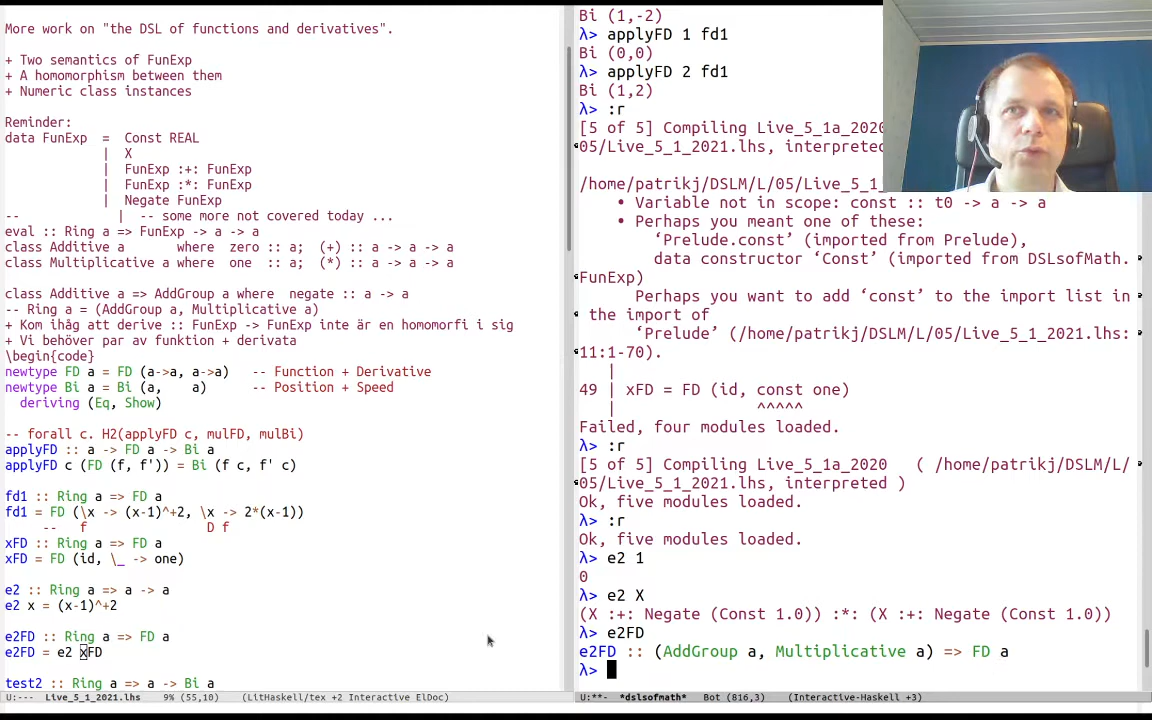 More work on "the DSL of functions and derivatives".
+ Two semantics of FunExp
+ A homomorphism between them
+ Numeric class instances
Reminder:
data FunExp  =  Const REAL
             |  X
             |  FunExp :+: FunExp
             |  FunExp :*: FunExp
             |  Negate FunExp
--             |  -- some more not covered today ...
eval :: Ring a => FunExp -> a -> a
class Additive a       where  zero :: a;  (+) :: a -> a -> a
class Multiplicative a where  one  :: a;  (*) :: a -> a -> a
class Additive a => AddGroup a where  negate :: a -> a
-- Ring a = (AddGroup a, Multiplicative a)
+ Kom ihåg att derive :: FunExp -> FunExp inte är en homomorfi i sig
+ Vi behöver par av funktion + derivata
\begin{code}
newtype FD a = FD (a->a, a->a)   -- Function + Derivative
newtype Bi a = Bi (a,    a)      -- Position + Speed
  deriving (Eq, Show)
-- forall c. H2(applyFD c, mulFD, mulBi)
applyFD :: a -> FD a -> Bi a
applyFD c (FD (f, f')) = Bi (f c, f' c)
fd1 :: Ring a => FD a
fd1 = FD (\x -> (x-1)^+2, \x -> 2*(x-1))
     --   f               D f
xFD :: Ring a => FD a
xFD = FD (id, \_ -> one)
e2 :: Ring a => a -> a
e2 x = (x-1)^+2
e2FD :: Ring a => FD a
e2FD = e2 xFD
test2 :: Ring a => a -> Bi a
U:---  Live_5_1_2021.lhs   9% (55,10)   (LitHaskell/tex +2 Interactive ElDoc)
Bi (1,-2)
λ> applyFD 1 fd1
Bi (0,0)
λ> applyFD 2 fd1
Bi (1,2)
λ> :r
[5 of 5] Compiling Live_5_1a_2020
05/Live_5_1_2021.lhs, interpreted
/home/patrikj/DSLM/L/05/Live_5_1_
    • Variable not in scope: const :: t0 -> a -> a
    • Perhaps you meant one of these:
        ‘Prelude.const’ (imported from Prelude),
        data constructor ‘Const’ (imported from DSLsofMath.
FunExp)
      Perhaps you want to add ‘const’ to the import list in
 the import of
        ‘Prelude’ (/home/patrikj/DSLM/L/05/Live_5_1_2021.lhs:
11:1-70).
   |
49 | xFD = FD (id, const one)
   |               ^^^^^
Failed, four modules loaded.
λ> :r
[5 of 5] Compiling Live_5_1a_2020   ( /home/patrikj/DSLM/L/
05/Live_5_1_2021.lhs, interpreted )
Ok, five modules loaded.
λ> :r
Ok, five modules loaded.
λ> e2 1
0
λ> e2 X
(X :+: Negate (Const 1.0)) :*: (X :+: Negate (Const 1.0))
λ> e2FD
e2FD :: (AddGroup a, Multiplicative a) => FD a
λ>
U:**-  *dslsofmath*   Bot (816,3)    (Interactive-Haskell +3)